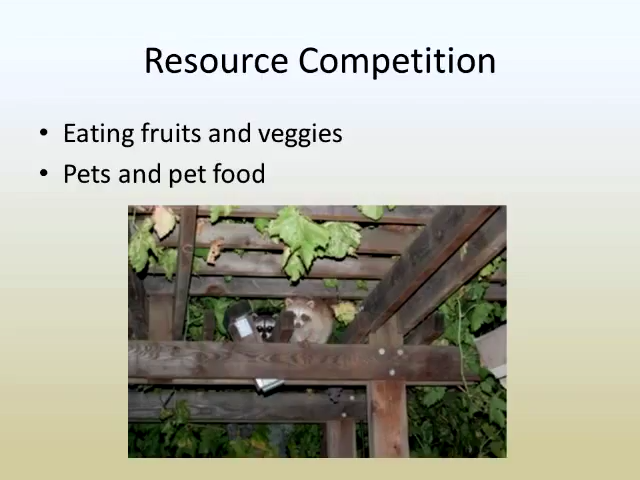 Resource Competition
• Eating fruits and veggies
• Pets and pet food